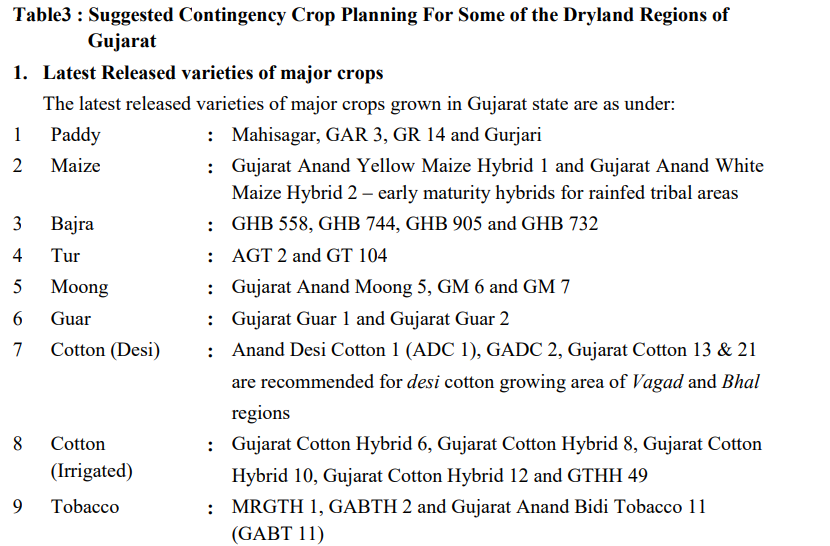 Table3 : Suggested Contingency Crop Planning For Some of the Dryland Regions of
Gujarat
1. Latest Released varieties of major crops
The latest released varieties of major crops grown in Gujarat state are as under:
1 Paddy : Mahisagar, GAR 3, GR 14 and Gurjari
2 Maize : Gujarat Anand Yellow Maize Hybrid 1 and Gujarat Anand White
Maize Hybrid 2 – early maturity hybrids for rainfed tribal areas
3 Bajra : GHB 558, GHB 744, GHB 905 and GHB 732
4 Tur : AGT 2 and GT 104
5 Moong : Gujarat Anand Moong 5, GM 6 and GM 7
6 Guar : Gujarat Guar 1 and Gujarat Guar 2
7 Cotton (Desi) : Anand Desi Cotton 1 (ADC 1), GADC 2, Gujarat Cotton 13 & 21
are recommended for desi cotton growing area of Vagad and Bhal
regions
8 Cotton : Gujarat Cotton Hybrid 6, Gujarat Cotton Hybrid 8, Gujarat Cotton
(Irrigated) Hybrid 10, Gujarat Cotton Hybrid 12 and GTHH 49
9 Tobacco : MRGTH 1, GABTH 2 and Gujarat Anand Bidi Tobacco 11
(GABT 11)